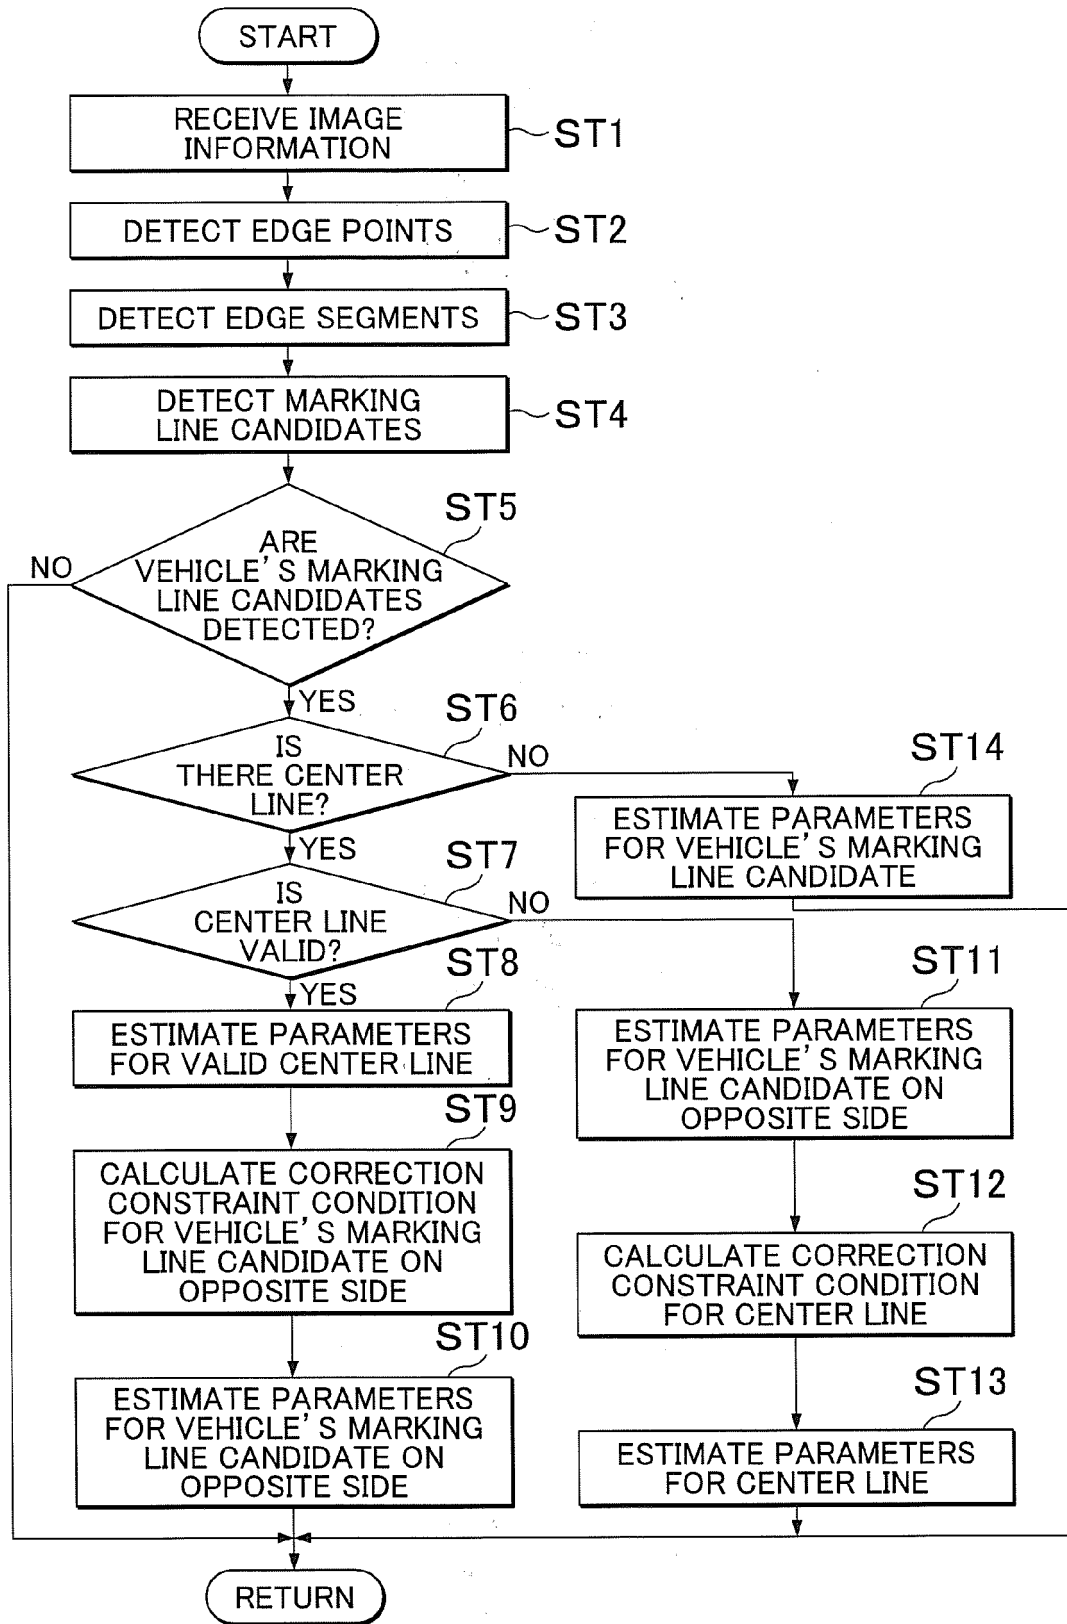 START
RECEIVE IMAGE
INFORMATION
ST1
DETECT EDGE POINTS
ST2
DETECT EDGE SEGMENTS
ST3
DETECT MARKING
LINE CANDIDATES
ST4
ST5
ARE
VEHICLE'S MARKING
LINE CANDIDATES
DETECTED?
NO
YES
ST6
IS
THERE CENTER
LINE?
NO
YES
ST14
ESTIMATE PARAMETERS
FOR VEHICLE'S MARKING
LINE CANDIDATE
ST7
IS
CENTER LINE
VALID?
NO
YES
ST8
ESTIMATE PARAMETERS
FOR VALID CENTER LINE
ST9
CALCULATE CORRECTION
CONSTRAINT CONDITION
FOR VEHICLE'S MARKING
LINE CANDIDATE ON
OPPOSITE SIDE
ST10
ESTIMATE PARAMETERS
FOR VEHICLE'S MARKING
LINE CANDIDATE ON
OPPOSITE SIDE
ST11
ESTIMATE PARAMETERS
FOR VEHICLE'S MARKING
LINE CANDIDATE ON
OPPOSITE SIDE
ST12
CALCULATE CORRECTION
CONSTRAINT CONDITION
FOR CENTER LINE
ST13
ESTIMATE PARAMETERS
FOR CENTER LINE
RETURN